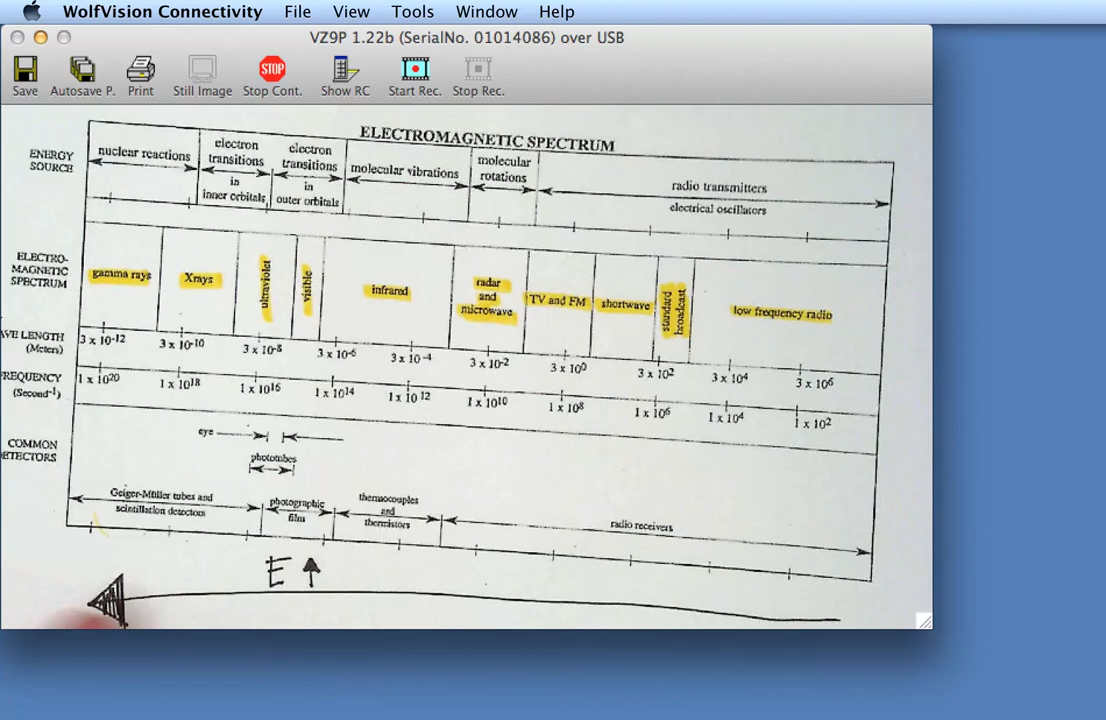 WolfVision Connectivity File View Tools Window Help
VZ9P 1.22b (SerialNo. 01014086) over USB
Save Autosave P. Print Still Image Stop Cont. Show RC Start Rec. Stop Rec.
STOP
ELECTROMAGNETIC SPECTRUM
ENERGY
SOURCE
nuclear reactions
electron
transitions
in
inner orbitals
electron
transitions
in
outer orbitals
molecular vibrations
molecular
rotations
radio transmitters
electrical oscillators
ELECTRO-
MAGNETIC
SPECTRUM
gamma rays
Xrays
ultraviolet
visible
infrared
radar
and
microwave
TV and FM
shortwave
standard
broadcast
low frequency radio
AVE LENGTH
(Meters)
3 x 10-12 3 x 10-10 3 x 10-8 3 x 10-6 3 x 10-4 3 x 10-2 3 x 10⁰ 3 x 10² 3 x 10⁴ 3 x 10⁶
REQUENCY
(Second⁻¹)
1 x 10²⁰ 1 x 10¹⁸ 1 x 10¹⁶ 1 x 10¹⁴ 1 x 10¹² 1 x 10¹⁰ 1 x 10⁸ 1 x 10⁶ 1 x 10⁴ 1 x 10²
COMMON
ETECTORS
eye
phototubes
Geiger-Müller tubes and
scintillation detectors
photographic
film
thermocouples
and
thermistors
radio receivers
E ↑